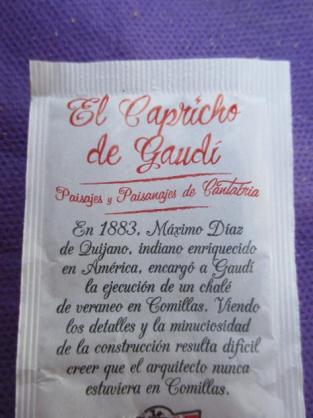 El Capricho
de Gaudí
Paisajes y Paisanajes de Cantabria
En 1883, Máximo Díaz
de Quijano, indiano enriquecido
en América, encargó a Gaudí
la ejecución de un chalé
de veraneo en Comillas. Viendo
los detalles y la minuciosidad
de la construcción resulta difícil
creer que el arquitecto nunca
estuviera en Comillas.